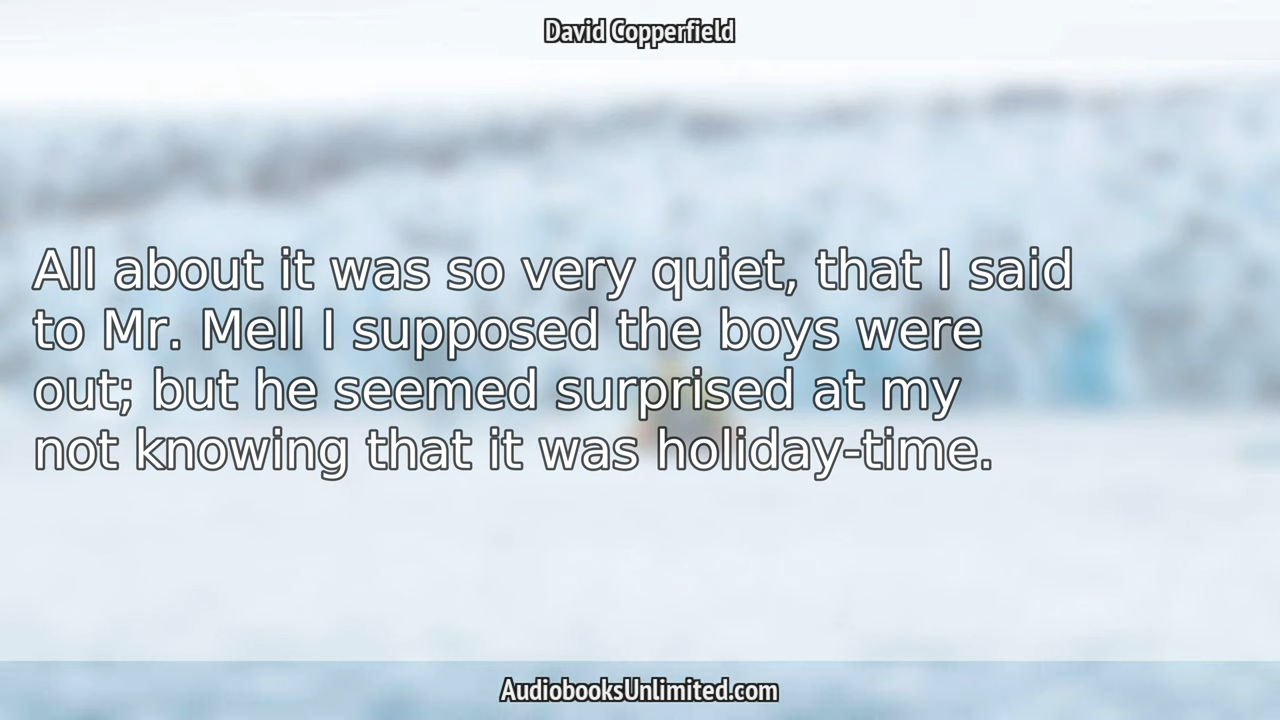 David Copperfield
All about it was so very quiet, that I said
to Mr. Mell I supposed the boys were
out; but he seemed surprised at my
not knowing that it was holiday-time.
AudiobooksUnlimited.com